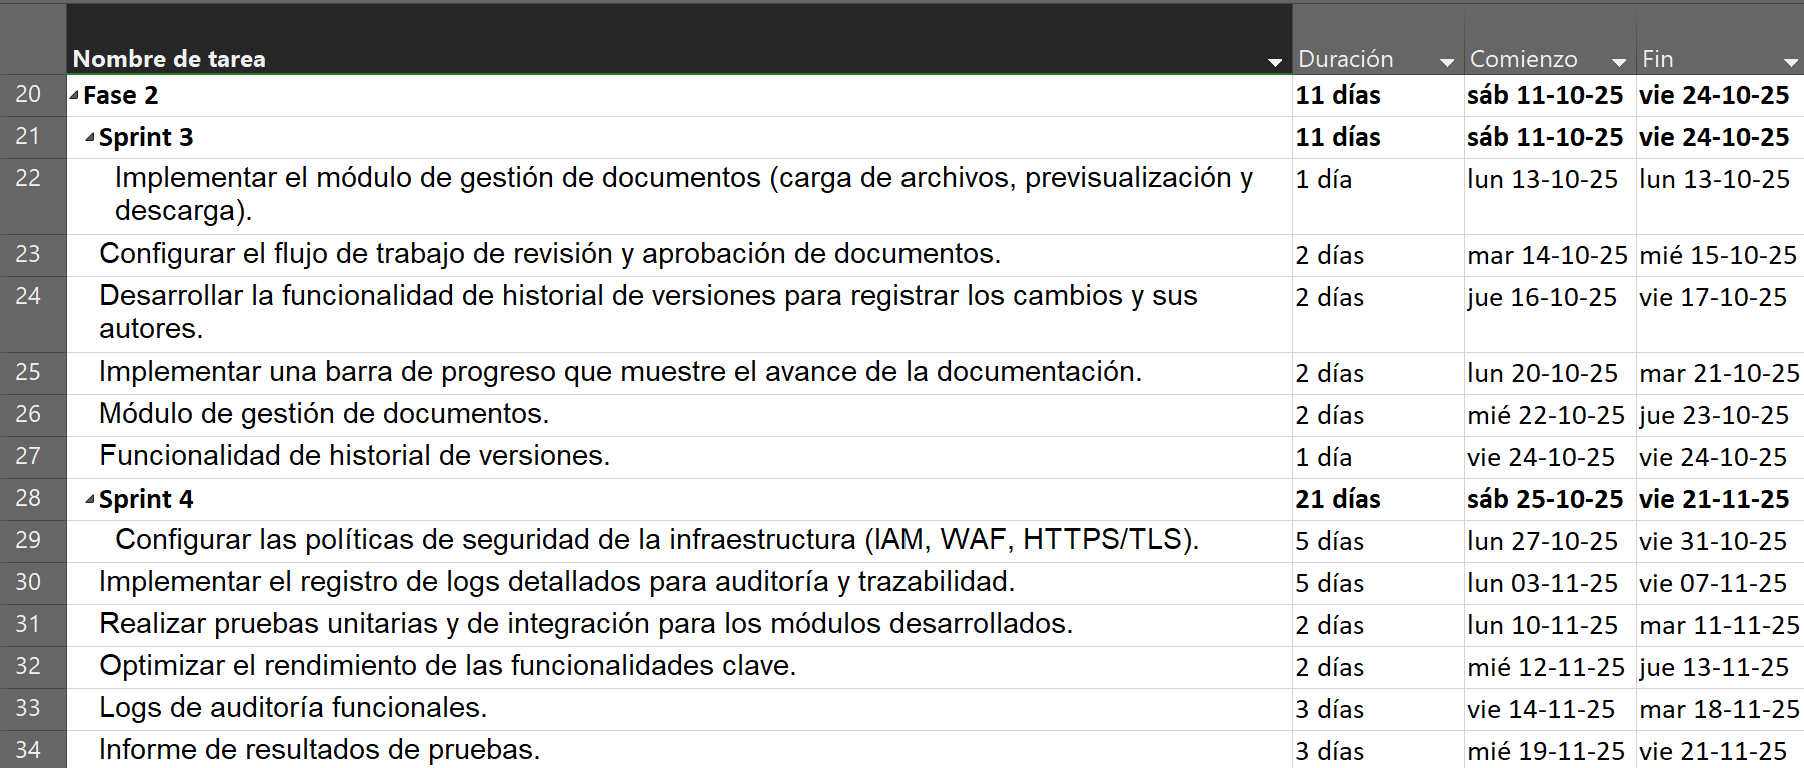 Nombre de tarea Duración Comienzo Fin
20 Fase 2 11 días sáb 11-10-25 vie 24-10-25
21 Sprint 3 11 días sáb 11-10-25 vie 24-10-25
22 Implementar el módulo de gestión de documentos (carga de archivos, previsualización y 1 día lun 13-10-25 lun 13-10-25
descarga).
23 Configurar el flujo de trabajo de revisión y aprobación de documentos. 2 días mar 14-10-25 mié 15-10-25
24 Desarrollar la funcionalidad de historial de versiones para registrar los cambios y sus 2 días jue 16-10-25 vie 17-10-25
autores.
25 Implementar una barra de progreso que muestre el avance de la documentación. 2 días lun 20-10-25 mar 21-10-25
26 Módulo de gestión de documentos. 2 días mié 22-10-25 jue 23-10-25
27 Funcionalidad de historial de versiones. 1 día vie 24-10-25 vie 24-10-25
28 Sprint 4 21 días sáb 25-10-25 vie 21-11-25
29 Configurar las políticas de seguridad de la infraestructura (IAM, WAF, HTTPS/TLS). 5 días lun 27-10-25 vie 31-10-25
30 Implementar el registro de logs detallados para auditoría y trazabilidad. 5 días lun 03-11-25 vie 07-11-25
31 Realizar pruebas unitarias y de integración para los módulos desarrollados. 2 días lun 10-11-25 mar 11-11-25
32 Optimizar el rendimiento de las funcionalidades clave. 2 días mié 12-11-25 jue 13-11-25
33 Logs de auditoría funcionales. 3 días vie 14-11-25 mar 18-11-25
34 Informe de resultados de pruebas. 3 días mié 19-11-25 vie 21-11-25